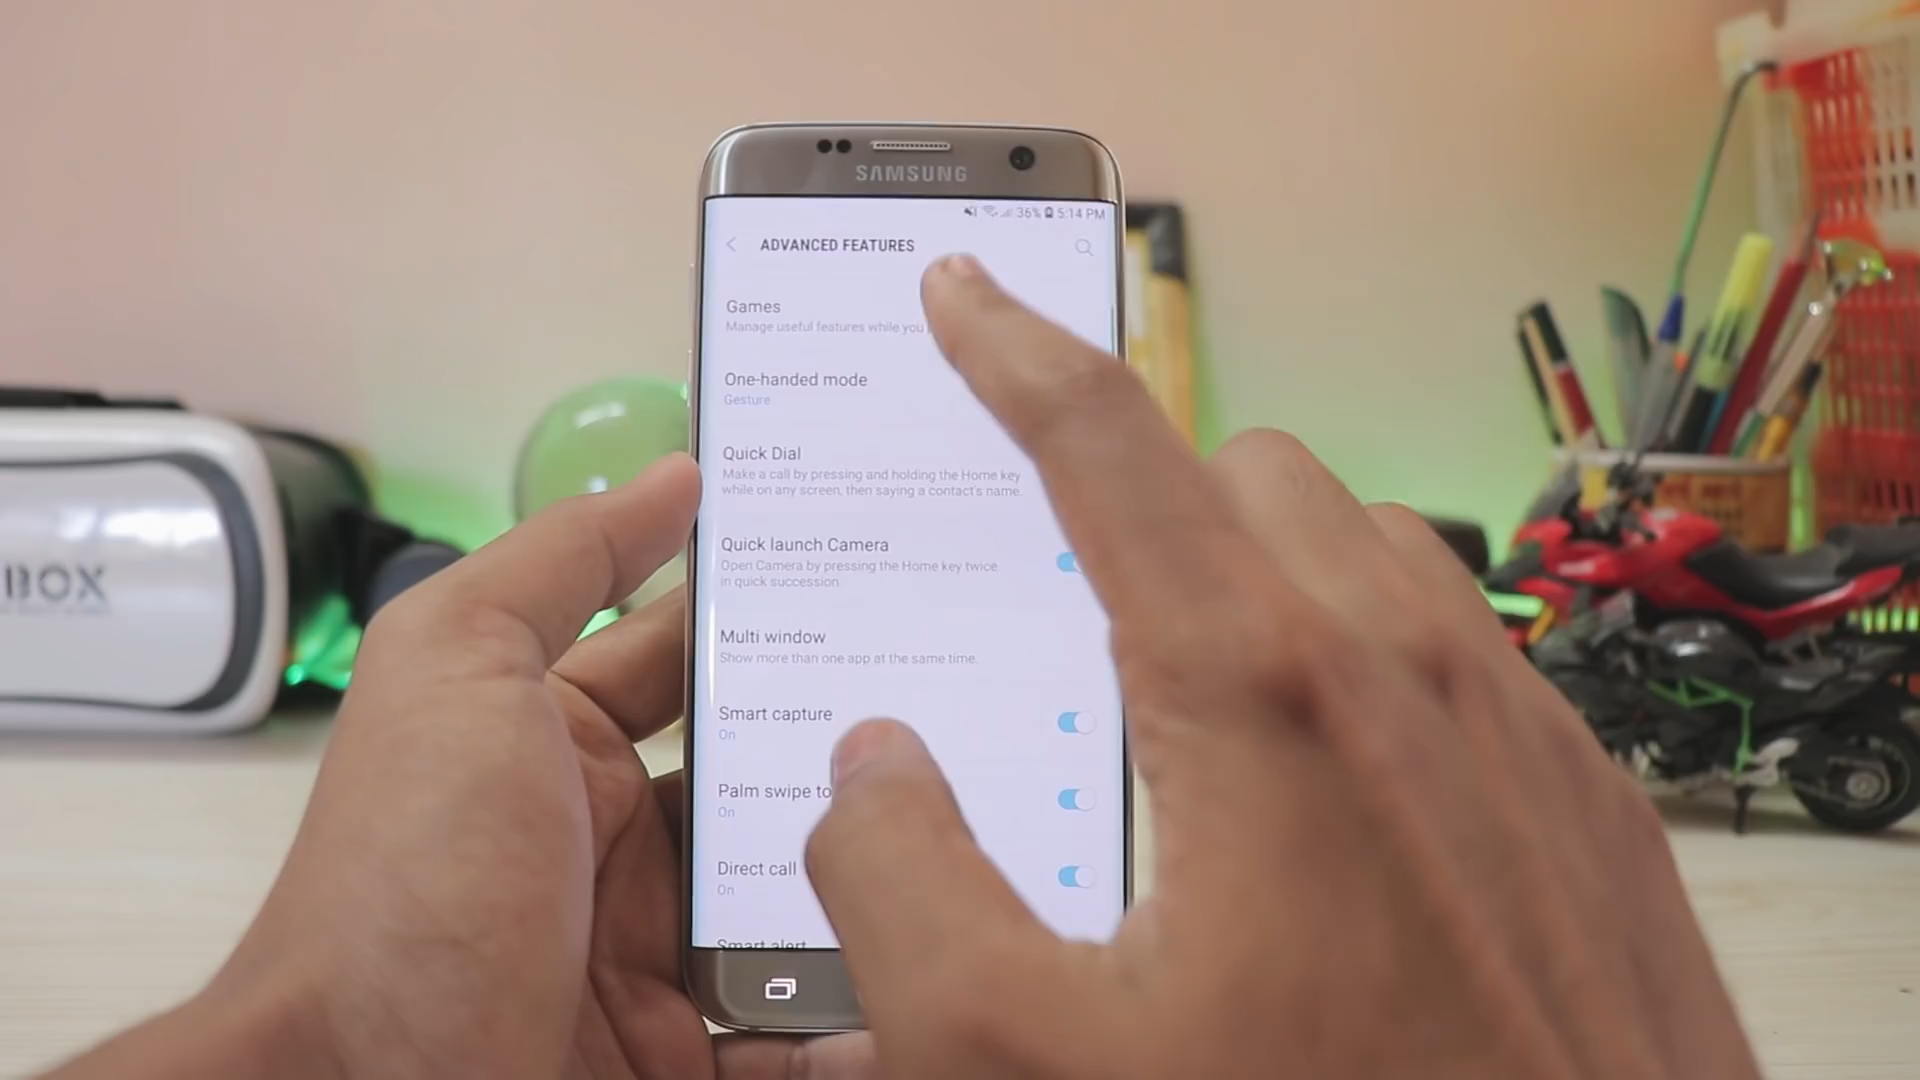 SAMSUNG
36% 5:14 PM
ADVANCED FEATURES
Games
Manage useful features while you
One-handed mode
Gesture
Quick Dial
Make a call by pressing and holding the Home key
while on any screen, then saying a contact's name.
Quick launch Camera
Open Camera by pressing the Home key twice
in quick succession.
Multi window
Show more than one app at the same time.
Smart capture
On
Palm swipe to
On
Direct call
On
Smart alert
BOX